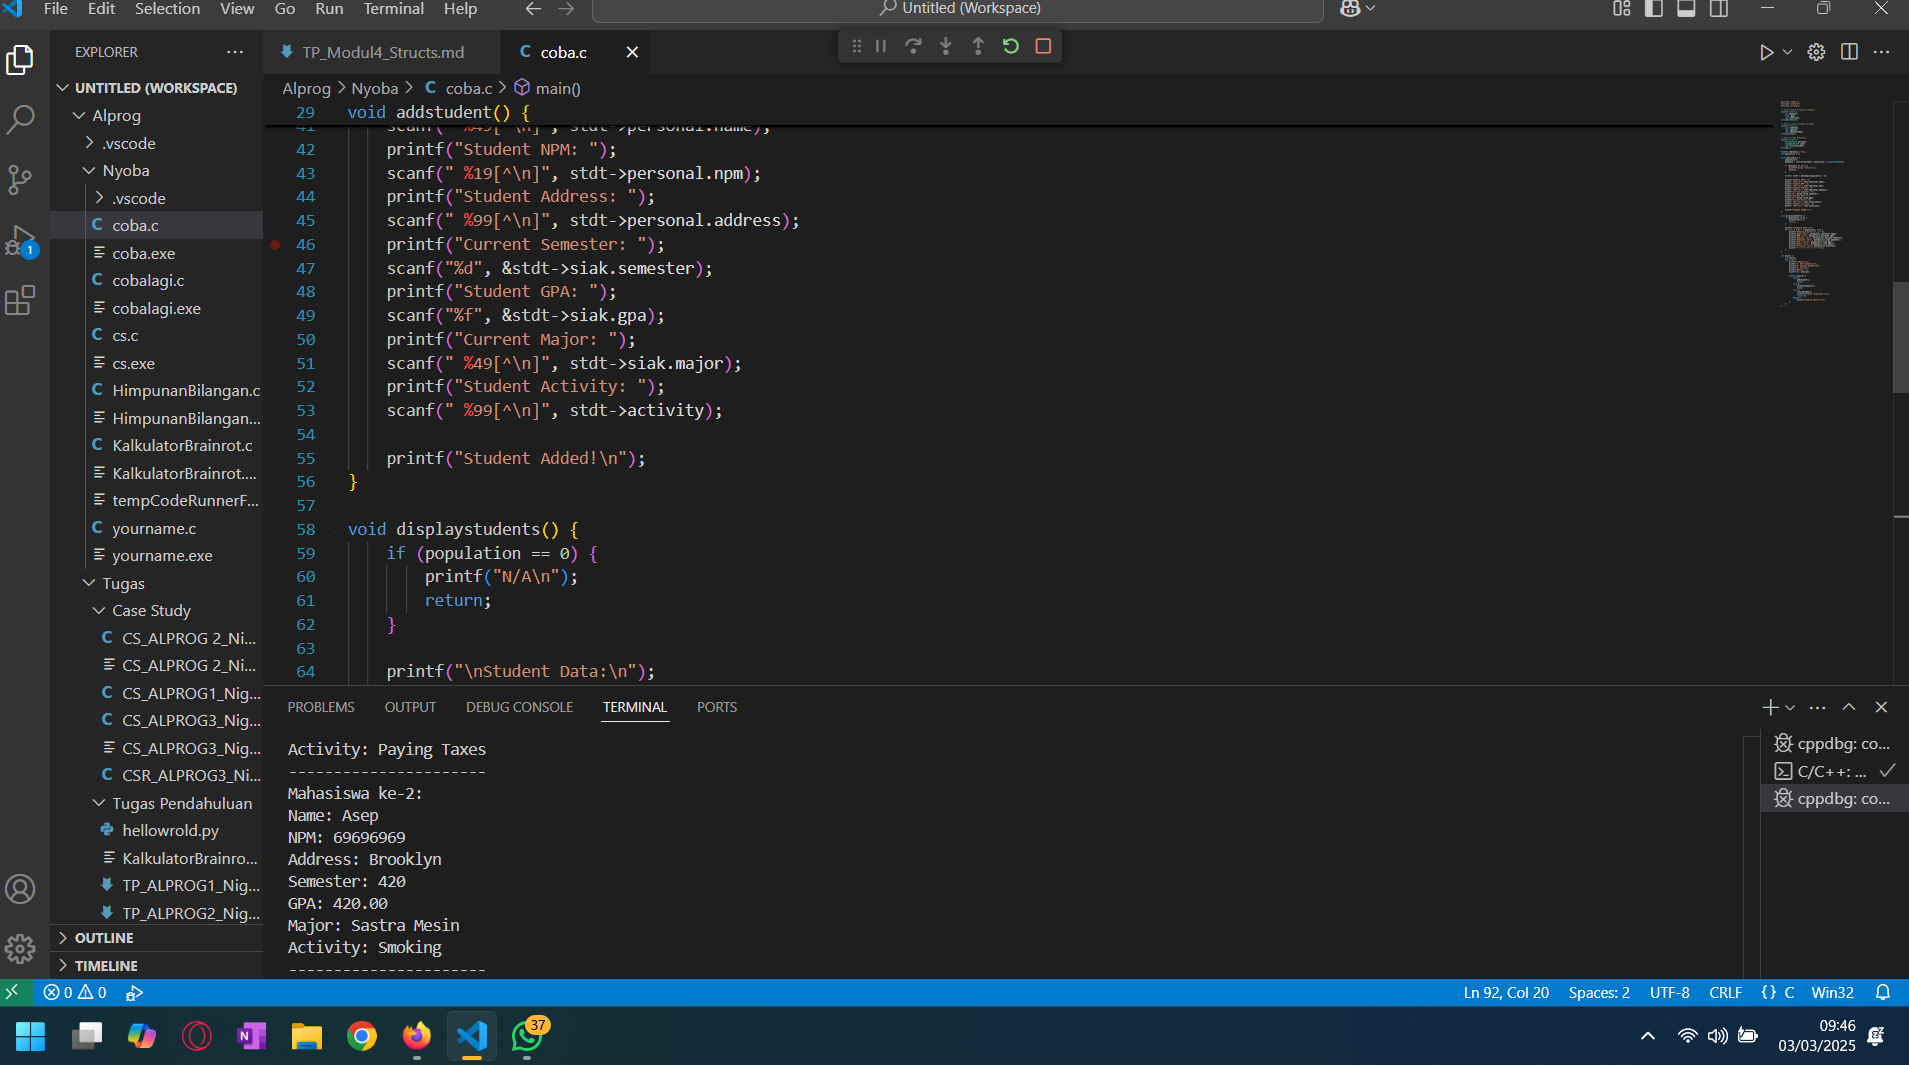 File Edit Selection View Go Run Terminal Help
Untitled (Workspace)
EXPLORER
TP_Modul4_Structs.md
C coba.c
UNTITLED (WORKSPACE)
Alprog
.vscode
Nyoba
.vscode
C coba.c
coba.exe
C cobalagi.c
cobalagi.exe
C cs.c
cs.exe
C HimpunanBilangan.c
HimpunanBilangan...
C KalkulatorBrainrot.c
KalkulatorBrainrot....
tempCodeRunnerF...
C yourname.c
yourname.exe
Tugas
Case Study
C CS_ALPROG 2_Ni...
CS_ALPROG 2_Ni...
C CS_ALPROG1_Nig...
C CS_ALPROG3_Nig...
CS_ALPROG3_Nig...
C CSR_ALPROG3_Ni...
Tugas Pendahuluan
hellowrold.py
KalkulatorBrainro...
TP_ALPROG1_Nig...
TP_ALPROG2_Nig...
OUTLINE
TIMELINE
1
Alprog > Nyoba > C coba.c > main()
29 void addstudent() {
41 scanf(" %49[^\n]", stdt->personal.name);
42 printf("Student NPM: ");
43 scanf(" %19[^\n]", stdt->personal.npm);
44 printf("Student Address: ");
45 scanf(" %99[^\n]", stdt->personal.address);
46 printf("Current Semester: ");
47 scanf("%d", &stdt->siak.semester);
48 printf("Student GPA: ");
49 scanf("%f", &stdt->siak.gpa);
50 printf("Current Major: ");
51 scanf(" %49[^\n]", stdt->siak.major);
52 printf("Student Activity: ");
53 scanf(" %99[^\n]", stdt->activity);
54
55 printf("Student Added!\n");
56 }
57
58 void displaystudents() {
59 if (population == 0) {
60 printf("N/A\n");
61 return;
62 }
63
64 printf("\nStudent Data:\n");
PROBLEMS OUTPUT DEBUG CONSOLE TERMINAL PORTS
Activity: Paying Taxes
----------------------
Mahasiswa ke-2:
Name: Asep
NPM: 69696969
Address: Brooklyn
Semester: 420
GPA: 420.00
Major: Sastra Mesin
Activity: Smoking
----------------------
cppdbg: co...
C/C++: ...
cppdbg: co...
0 0
Ln 92, Col 20 Spaces: 2 UTF-8 CRLF {} C Win32
N
37
09:46
03/03/2025